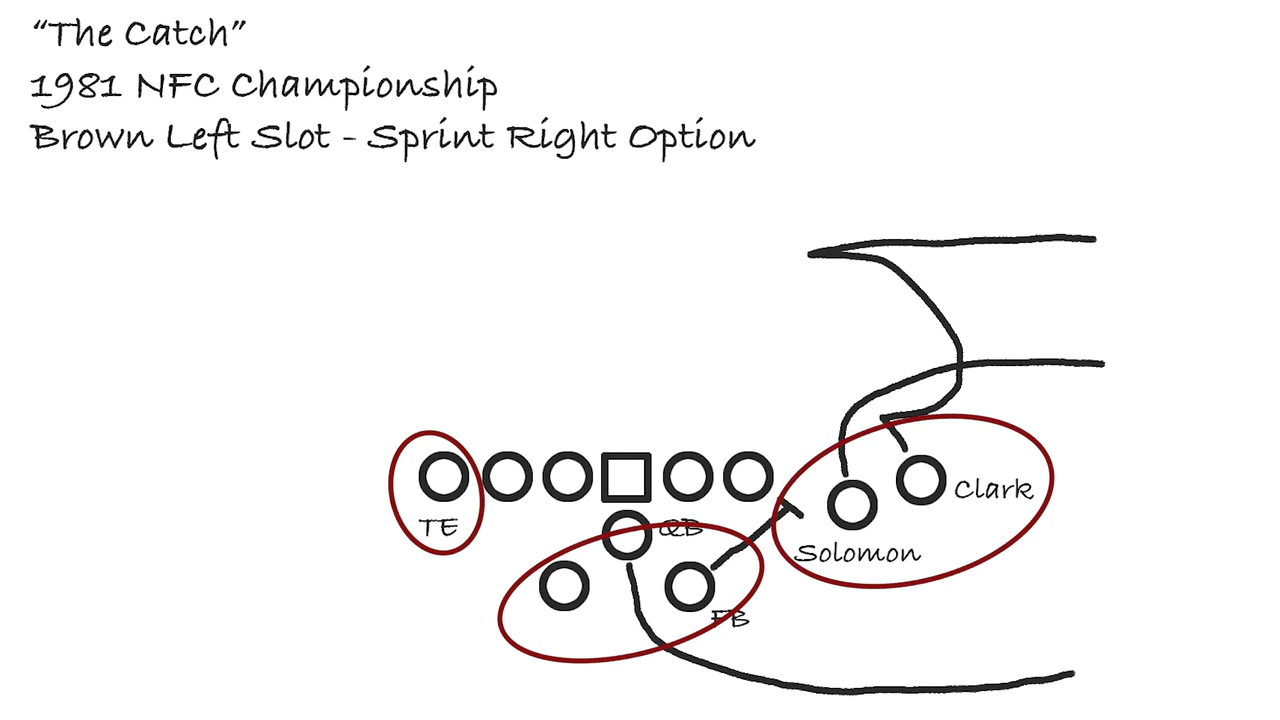 “The Catch”
1981 NFC Championship
Brown Left Slot - Sprint Right Option
Clark
TE
QB
Solomon
FB